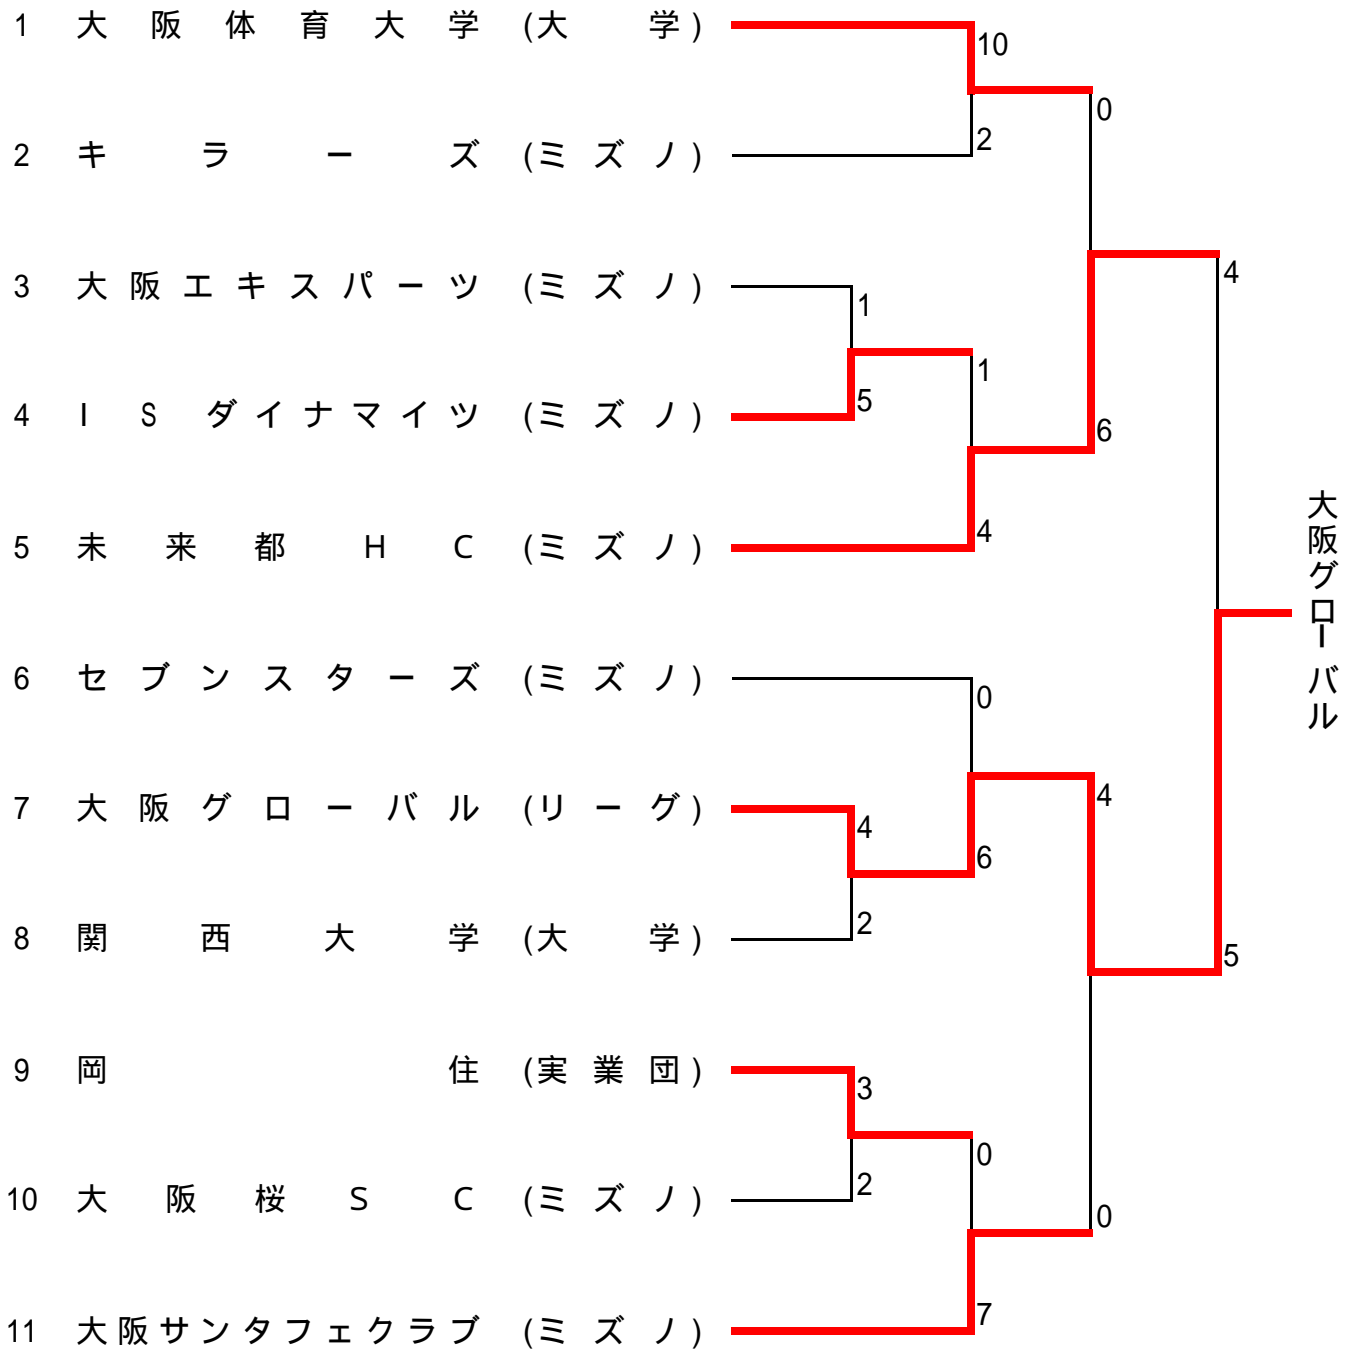 1 大阪体育大学 (大学)
10
2 キラーズ (ミズノ)
2
0
3 大阪エキスパーツ (ミズノ)
1
4
4 ISダイナマイツ (ミズノ)
5
1
6
5 未来都HC (ミズノ)
4
大阪グローバル
6 セブンスターズ (ミズノ)
0
7 大阪グローバル (リーグ)
4
6
4
8 関西大学 (大学)
2
5
9 岡住 (実業団)
3
0
10 大阪桜SC (ミズノ)
2
0
11 大阪サンタフェクラブ (ミズノ)
7